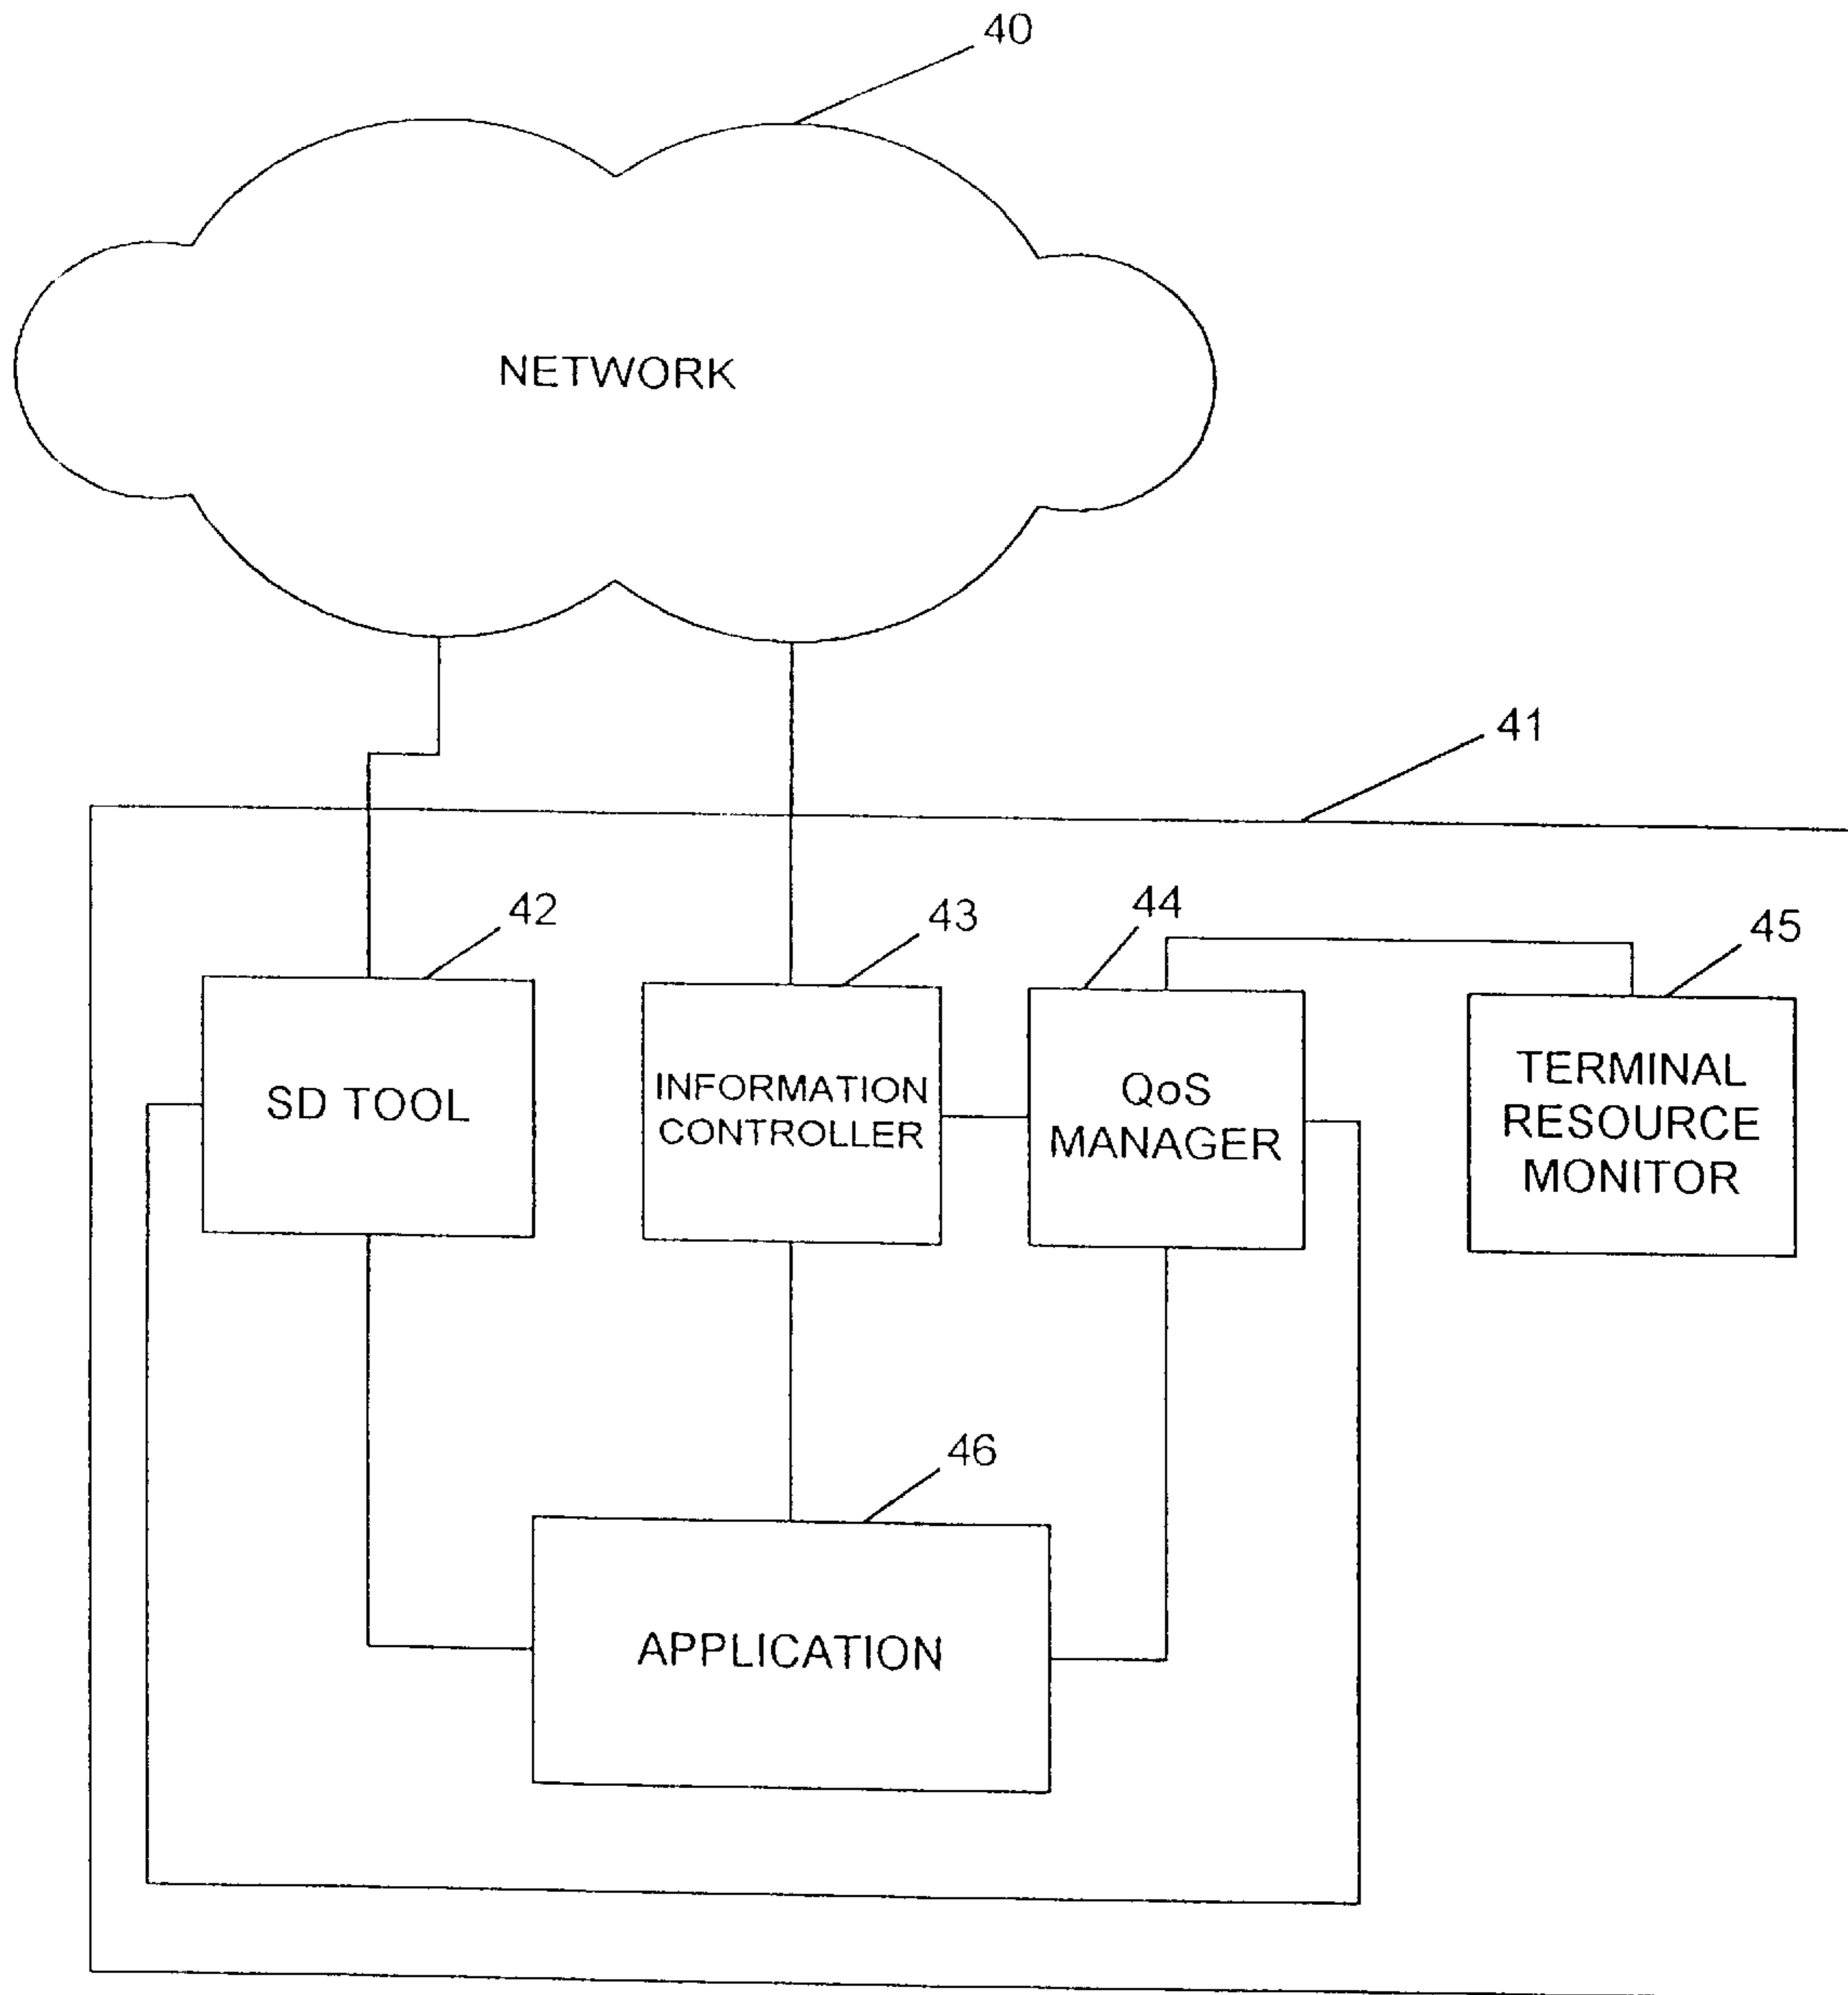 40
NETWORK
41
42
43
44
45
SD TOOL
INFORMATION
CONTROLLER
QoS
MANAGER
TERMINAL
RESOURCE
MONITOR
46
APPLICATION